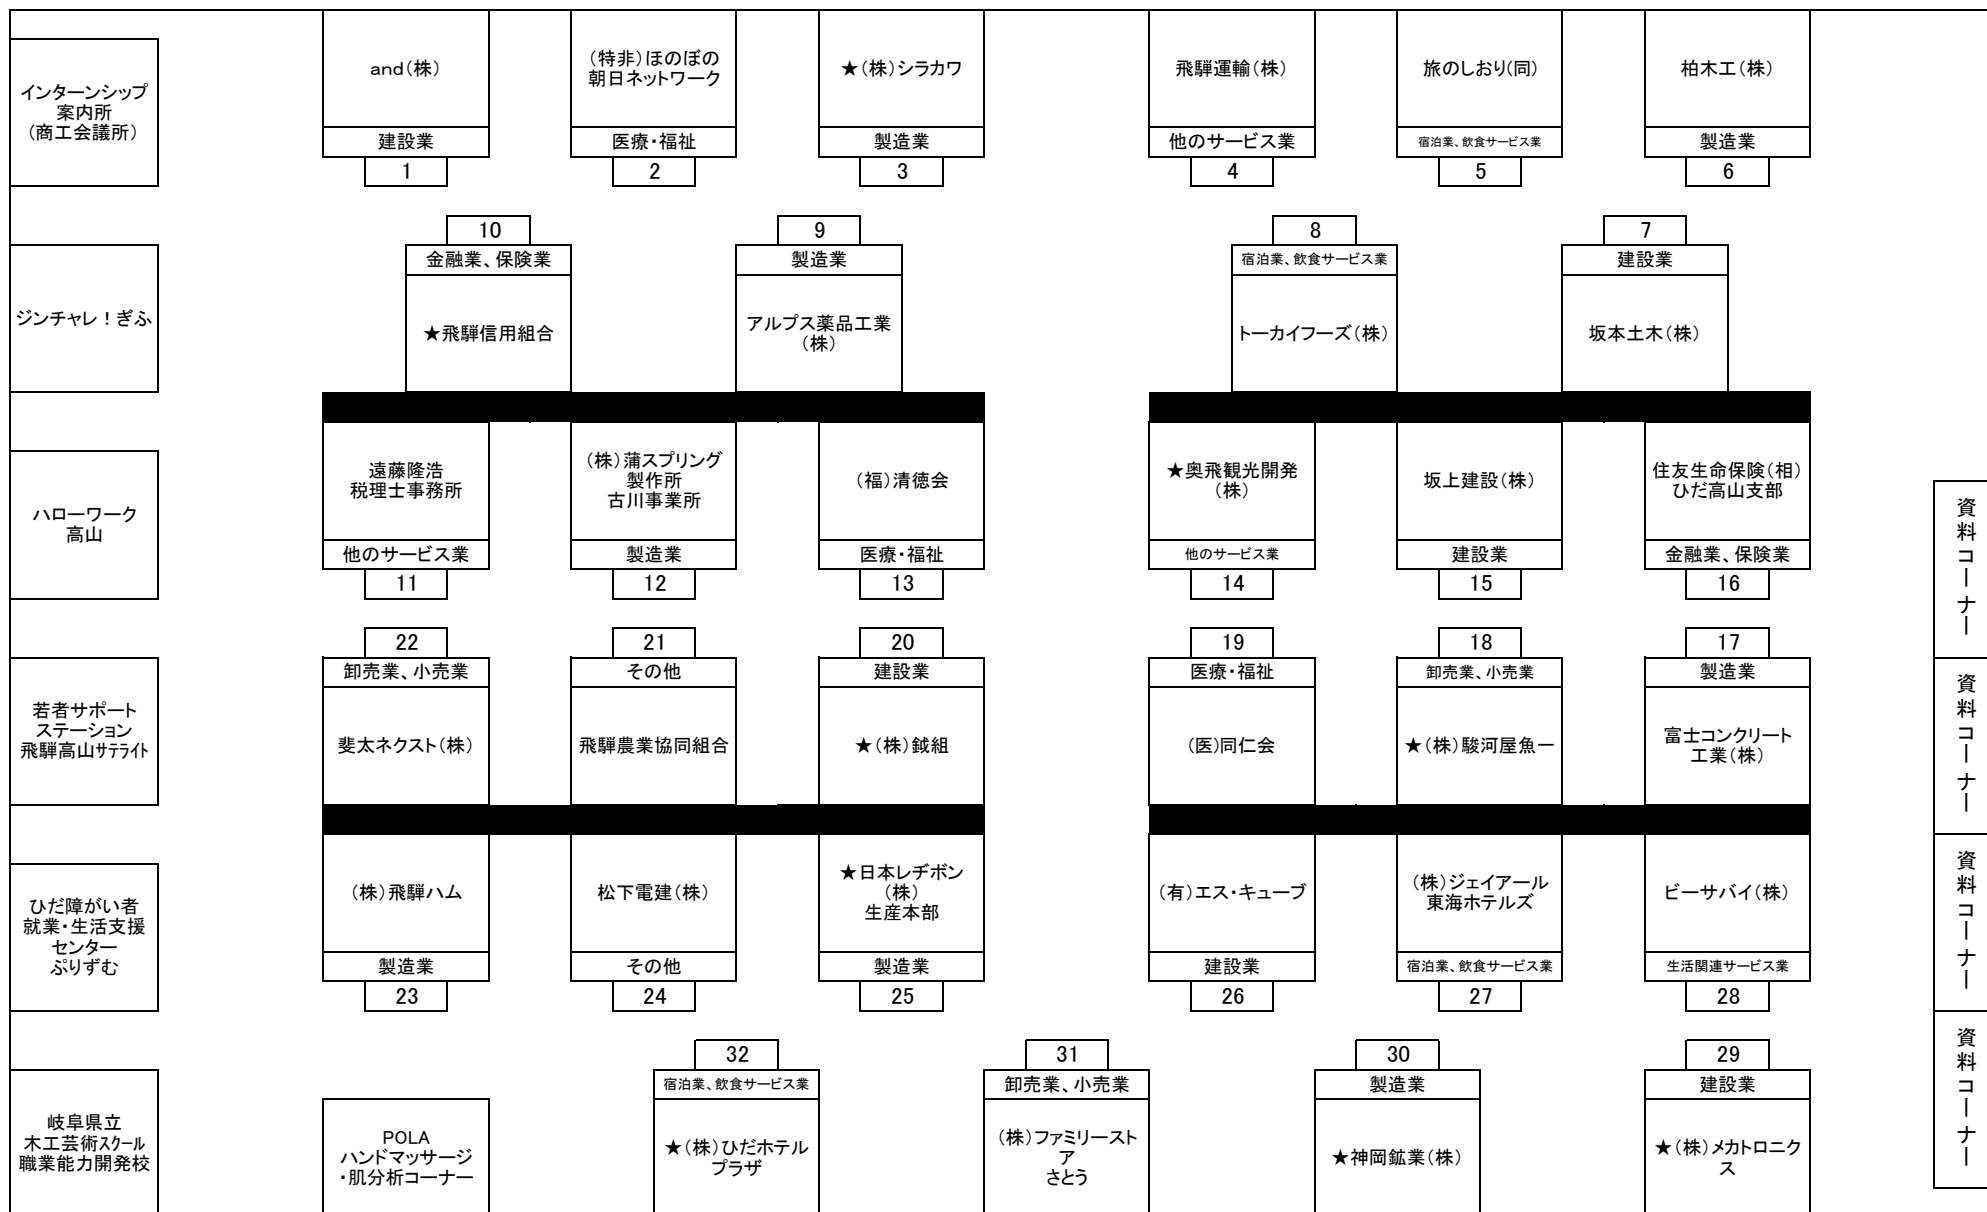 インターンシップ
案内所
（商工会議所）
and（株）
建設業
1
（特非）ほのぼの
朝日ネットワーク
医療・福祉
2
★（株）シラカワ
製造業
3
飛騨運輸（株）
他のサービス業
4
旅のしおり(同)
宿泊業、飲食サービス業
5
柏木工（株）
製造業
6
ジンチャレ！ぎふ
10
金融業、保険業
★飛騨信用組合
9
製造業
アルプス薬品工業
（株）
8
宿泊業、飲食サービス業
トーカイフーズ（株）
7
建設業
坂本土木（株）
ハローワーク
高山
遠藤隆浩
税理士事務所
他のサービス業
11
（株）蒲スプリング
製作所
古川事業所
製造業
12
（福）清徳会
医療・福祉
13
★奥飛観光開発
（株）
他のサービス業
14
坂上建設（株）
建設業
15
住友生命保険（相）
ひだ高山支部
金融業、保険業
16
資料コーナー
若者サポート
ステーション
飛騨高山サテライト
22
卸売業、小売業
斐太ネクスト（株）
21
その他
飛騨農業協同組合
20
建設業
★（株）鉞組
19
医療・福祉
（医）同仁会
18
卸売業、小売業
★（株）駿河屋魚一
17
製造業
富士コンクリート
工業（株）
資料コーナー
ひだ障がい者
就業・生活支援
センター
ぷりずむ
（株）飛騨ハム
製造業
23
松下電建（株）
その他
24
★日本レヂボン
（株）
生産本部
製造業
25
（有）エス・キューブ
建設業
26
（株）ジェイアール
東海ホテルズ
宿泊業、飲食サービス業
27
ビーサバイ（株）
生活関連サービス業
28
資料コーナー
岐阜県立
木工芸術スクール
職業能力開発校
POLA
ハンドマッサージ
・肌分析コーナー
32
宿泊業、飲食サービス業
★（株）ひだホテル
プラザ
31
卸売業、小売業
（株）ファミリースト
ア
さとう
30
製造業
★神岡鉱業（株）
29
建設業
★（株）メカトロニク
ス
資料コーナー